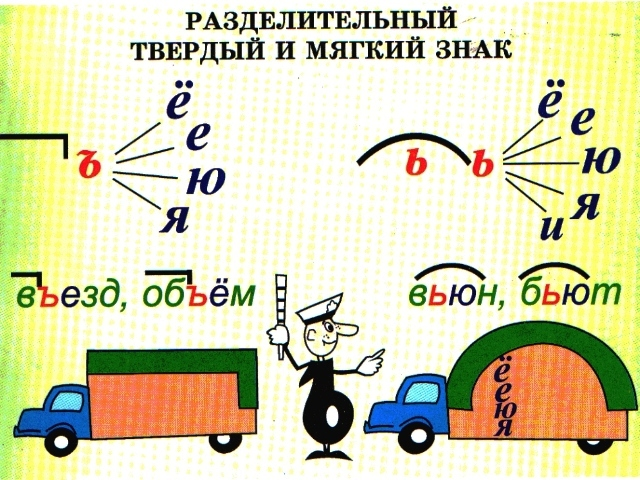 РАЗДЕЛИТЕЛЬНЫЙ
ТВЕРДЫЙ И МЯГКИЙ ЗНАК
ъ
ё
е
ю
я
ь ь
ё
е
ю
я
и
въезд, объём
вьюн, бьют
ё
е
ю
я